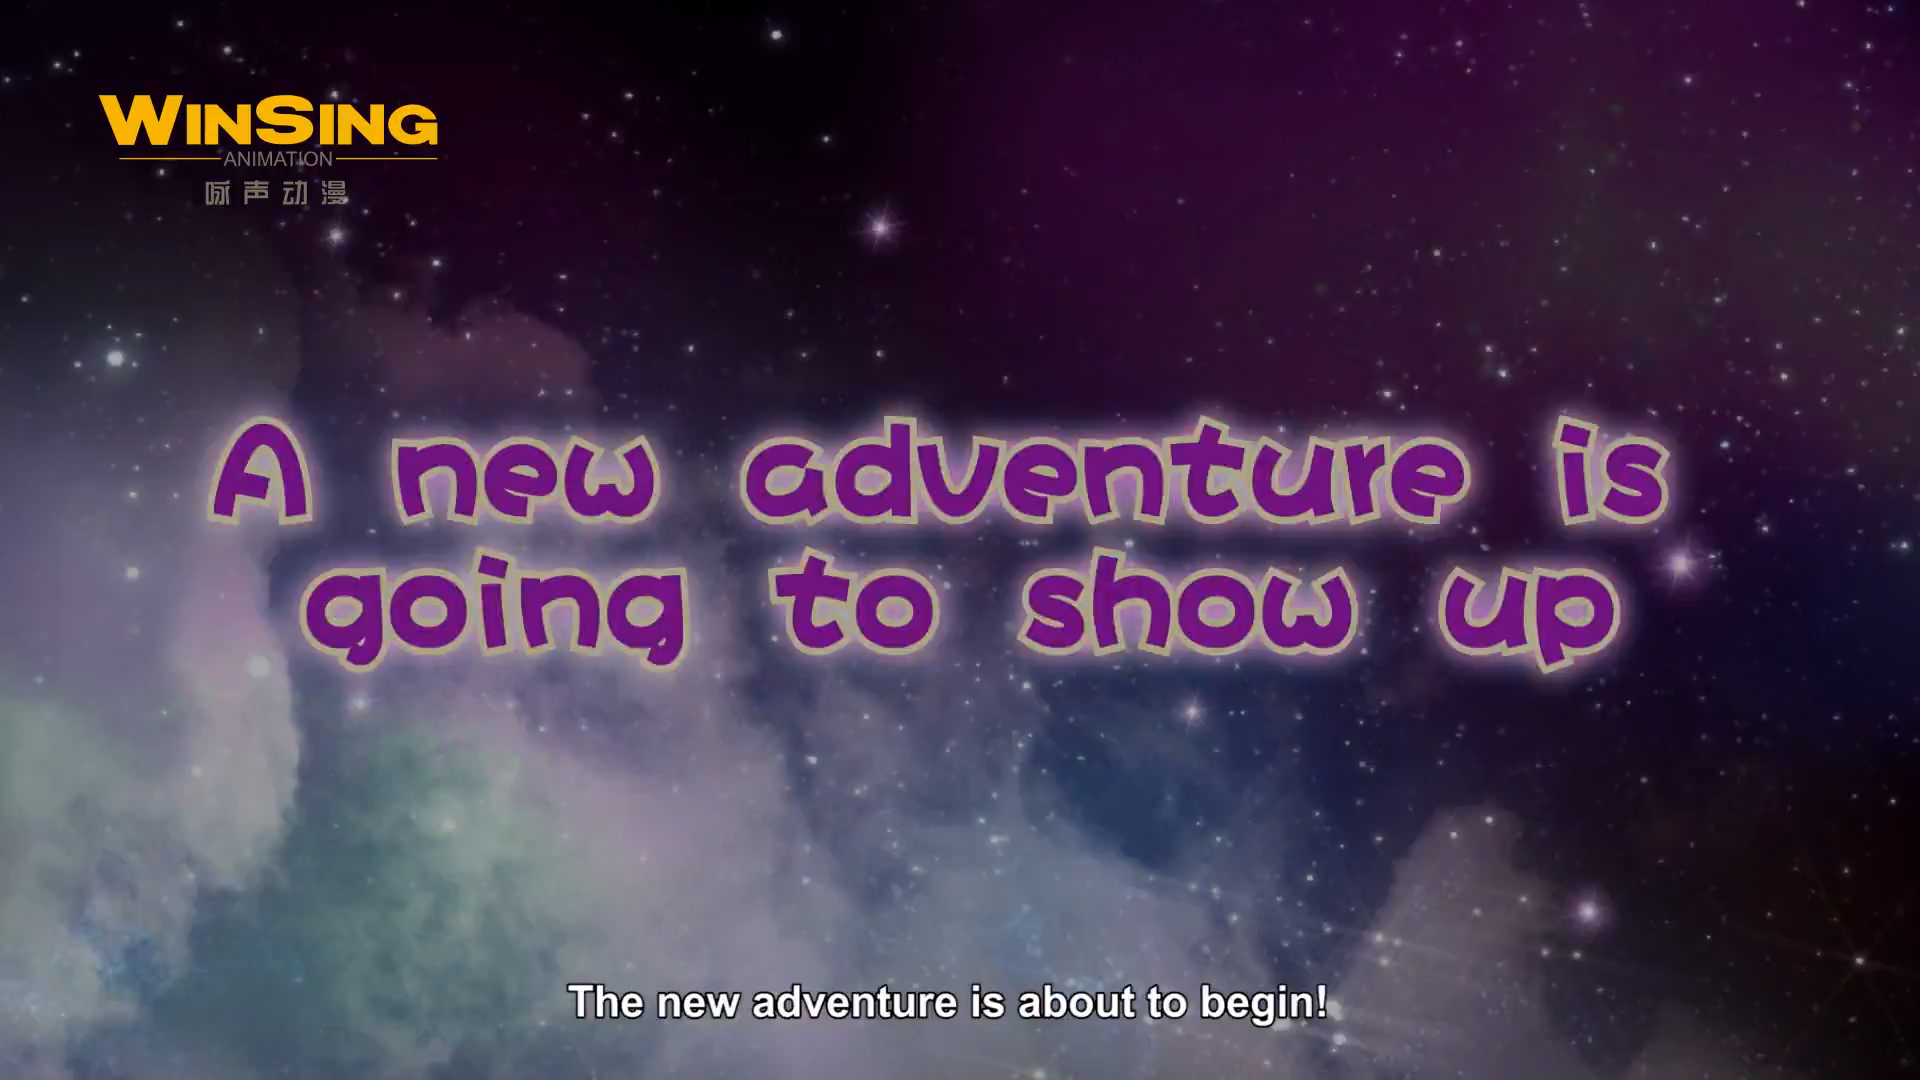 WINSING
ANIMATION
咏声动漫
A new adventure is
going to show up
The new adventure is about to begin!